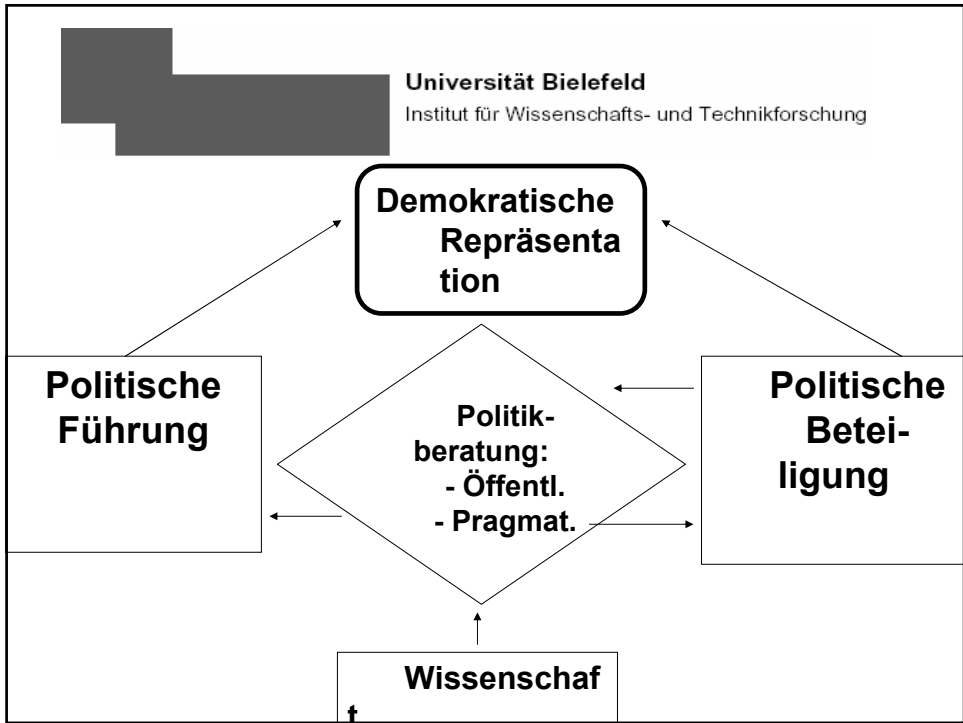 Universität Bielefeld
Institut für Wissenschafts- und Technikforschung
Demokratische
Repräsenta
tion
Politische
Führung
Politik-
beratung:
- Öffentl.
- Pragmat.
Politische
Betei-
ligung
Wissenschaf
t